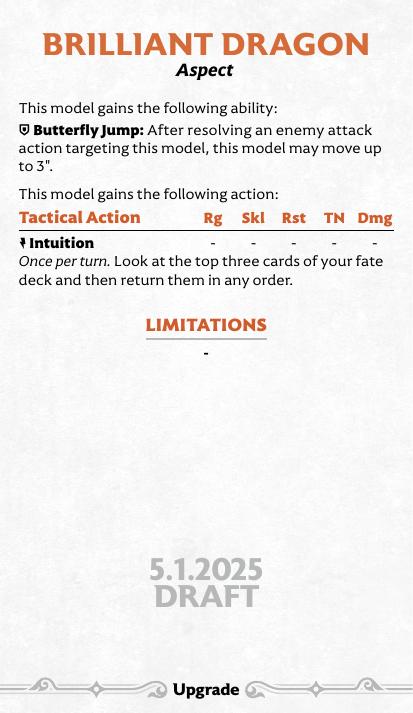 BRILLIANT DRAGON
Aspect
This model gains the following ability:
Butterfly Jump: After resolving an enemy attack
action targeting this model, this model may move up
to 3".
This model gains the following action:
Tactical Action Rg Skl Rst TN Dmg
Intuition - - - - -
Once per turn. Look at the top three cards of your fate
deck and then return them in any order.
LIMITATIONS
-
5.1.2025
DRAFT
Upgrade